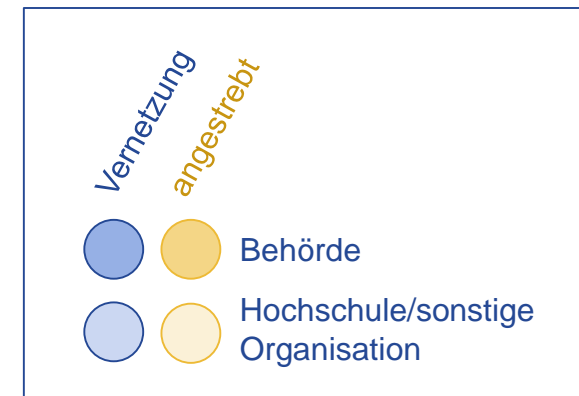 Vernetzung
angestrebt
Behörde
Hochschule/sonstige
Organisation